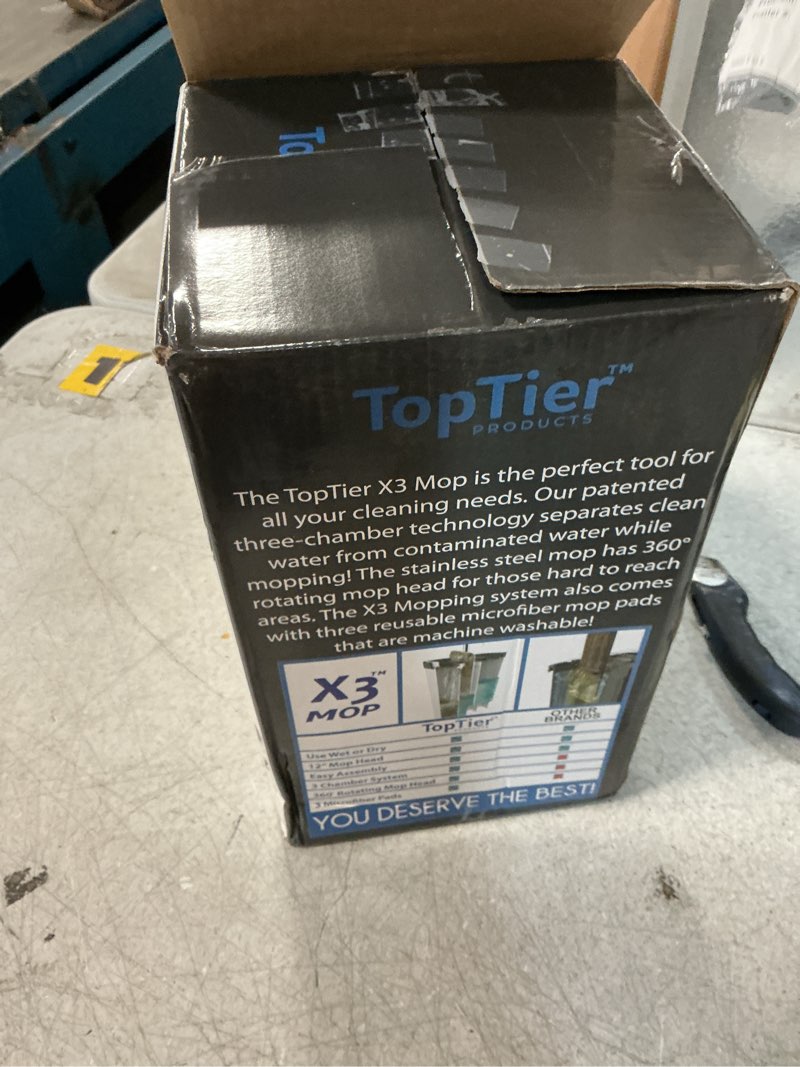 To
1
TopTier™
PRODUCTS
The TopTier X3 Mop is the perfect tool for
all your cleaning needs. Our patented
three-chamber technology separates clean
water from contaminated water while
mopping! The stainless steel mop has 360°
rotating mop head for those hard to reach
areas. The X3 Mopping system also comes
with three reusable microfiber mop pads
that are machine washable!
X3™
MOP
TopTier™
OTHER
BRANDS
Use Wet or Dry
12" Mop Head
Easy Assembly
3 Chamber System
360° Rotating Mop Head
3 Microfiber Pads
YOU DESERVE THE BEST!